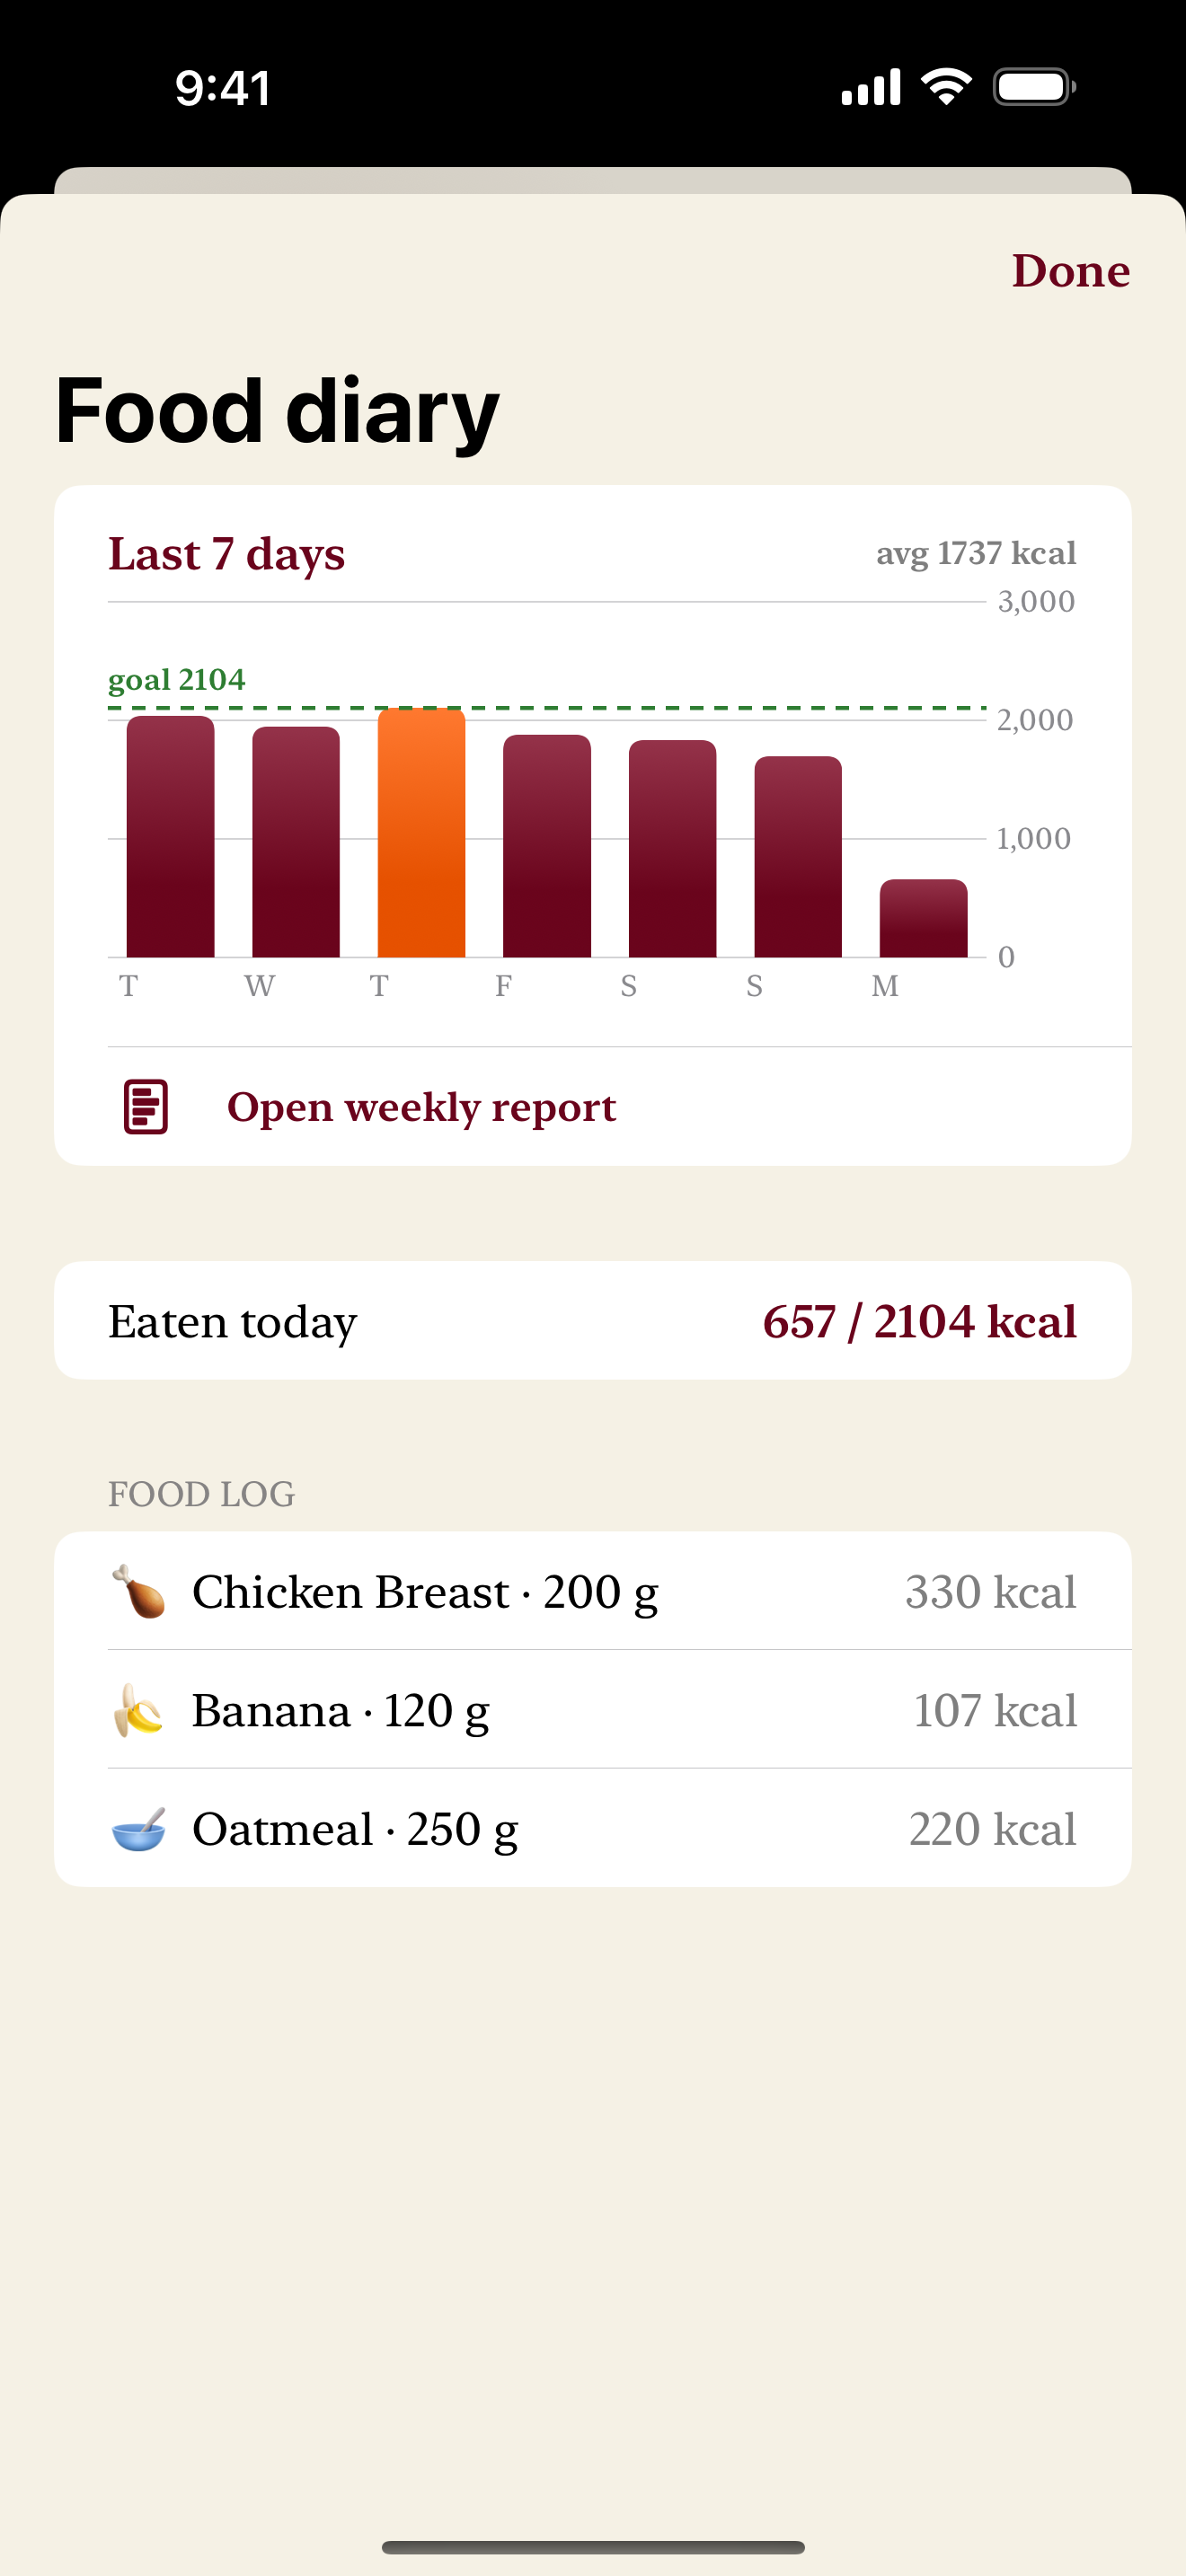 9:41
Done
Food diary
Last 7 days avg 1737 kcal
3,000
goal 2104
2,000
1,000
0
T W T F S S M
Open weekly report
Eaten today 657 / 2104 kcal
FOOD LOG
Chicken Breast · 200 g 330 kcal
Banana · 120 g 107 kcal
Oatmeal · 250 g 220 kcal